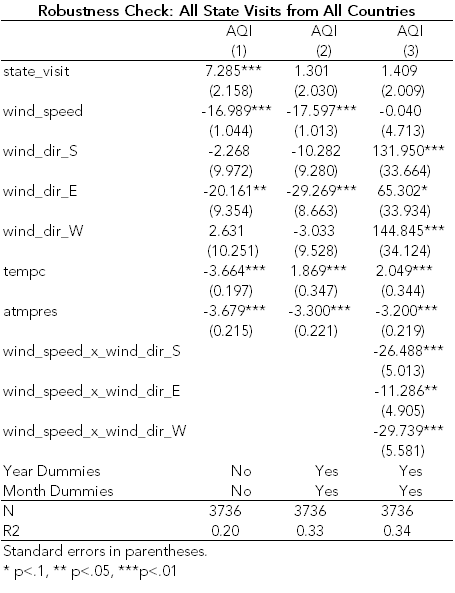 Robustness Check: All State Visits from All Countries
AQI AQI AQI
(1) (2) (3)
state_visit 7.285*** 1.301 1.409
(2.158) (2.030) (2.009)
wind_speed -16.989*** -17.597*** -0.040
(1.044) (1.013) (4.713)
wind_dir_S -2.268 -10.282 131.950***
(9.972) (9.280) (33.664)
wind_dir_E -20.161** -29.269*** 65.302*
(9.354) (8.663) (33.934)
wind_dir_W 2.631 -3.033 144.845***
(10.251) (9.528) (34.124)
tempc -3.664*** 1.869*** 2.049***
(0.197) (0.347) (0.344)
atmpres -3.679*** -3.300*** -3.200***
(0.215) (0.221) (0.219)
wind_speed_x_wind_dir_S -26.488***
(5.013)
wind_speed_x_wind_dir_E -11.286**
(4.905)
wind_speed_x_wind_dir_W -29.739***
(5.581)
Year Dummies No Yes Yes
Month Dummies No Yes Yes
N 3736 3736 3736
R2 0.20 0.33 0.34
Standard errors in parentheses.
* p<.1, ** p<.05, ***p<.01